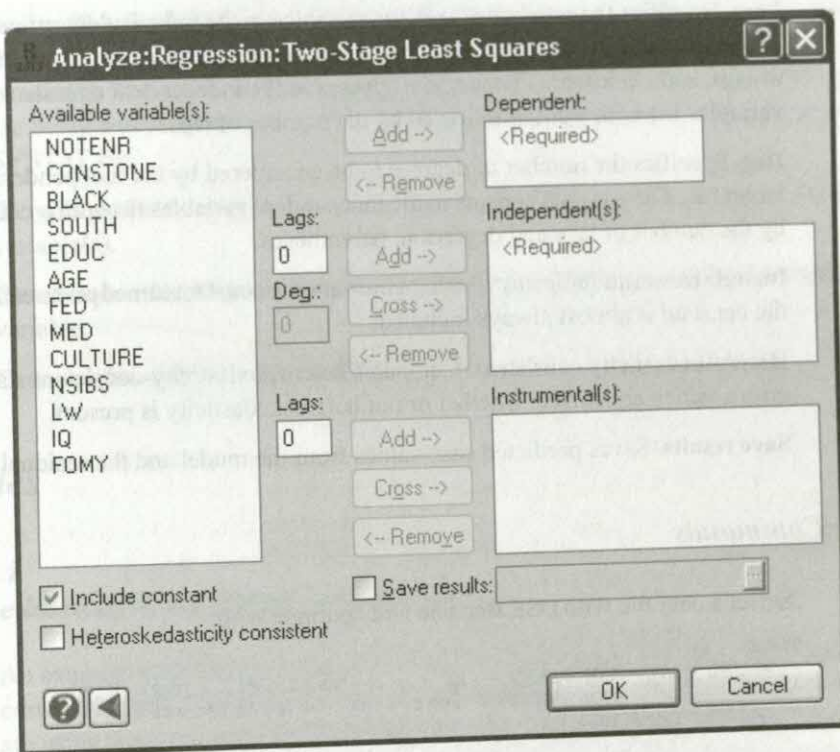 Analyze:Regression:Two-Stage Least Squares
Available variable(s):
NOTENR
CONSTONE
BLACK
SOUTH
EDUC
AGE
FED
MED
CULTURE
NSIBS
LW
IQ
FOMY
Dependent:
Add -->
<Required>
<-- Remove
Independent(s):
Lags:
0
Add -->
<Required>
Deg.:
0
Cross -->
<-- Remove
Instrumental(s):
Lags:
0
Add -->
Cross -->
<-- Remove
Include constant
Save results:
...
Heteroskedasticity consistent
OK
Cancel